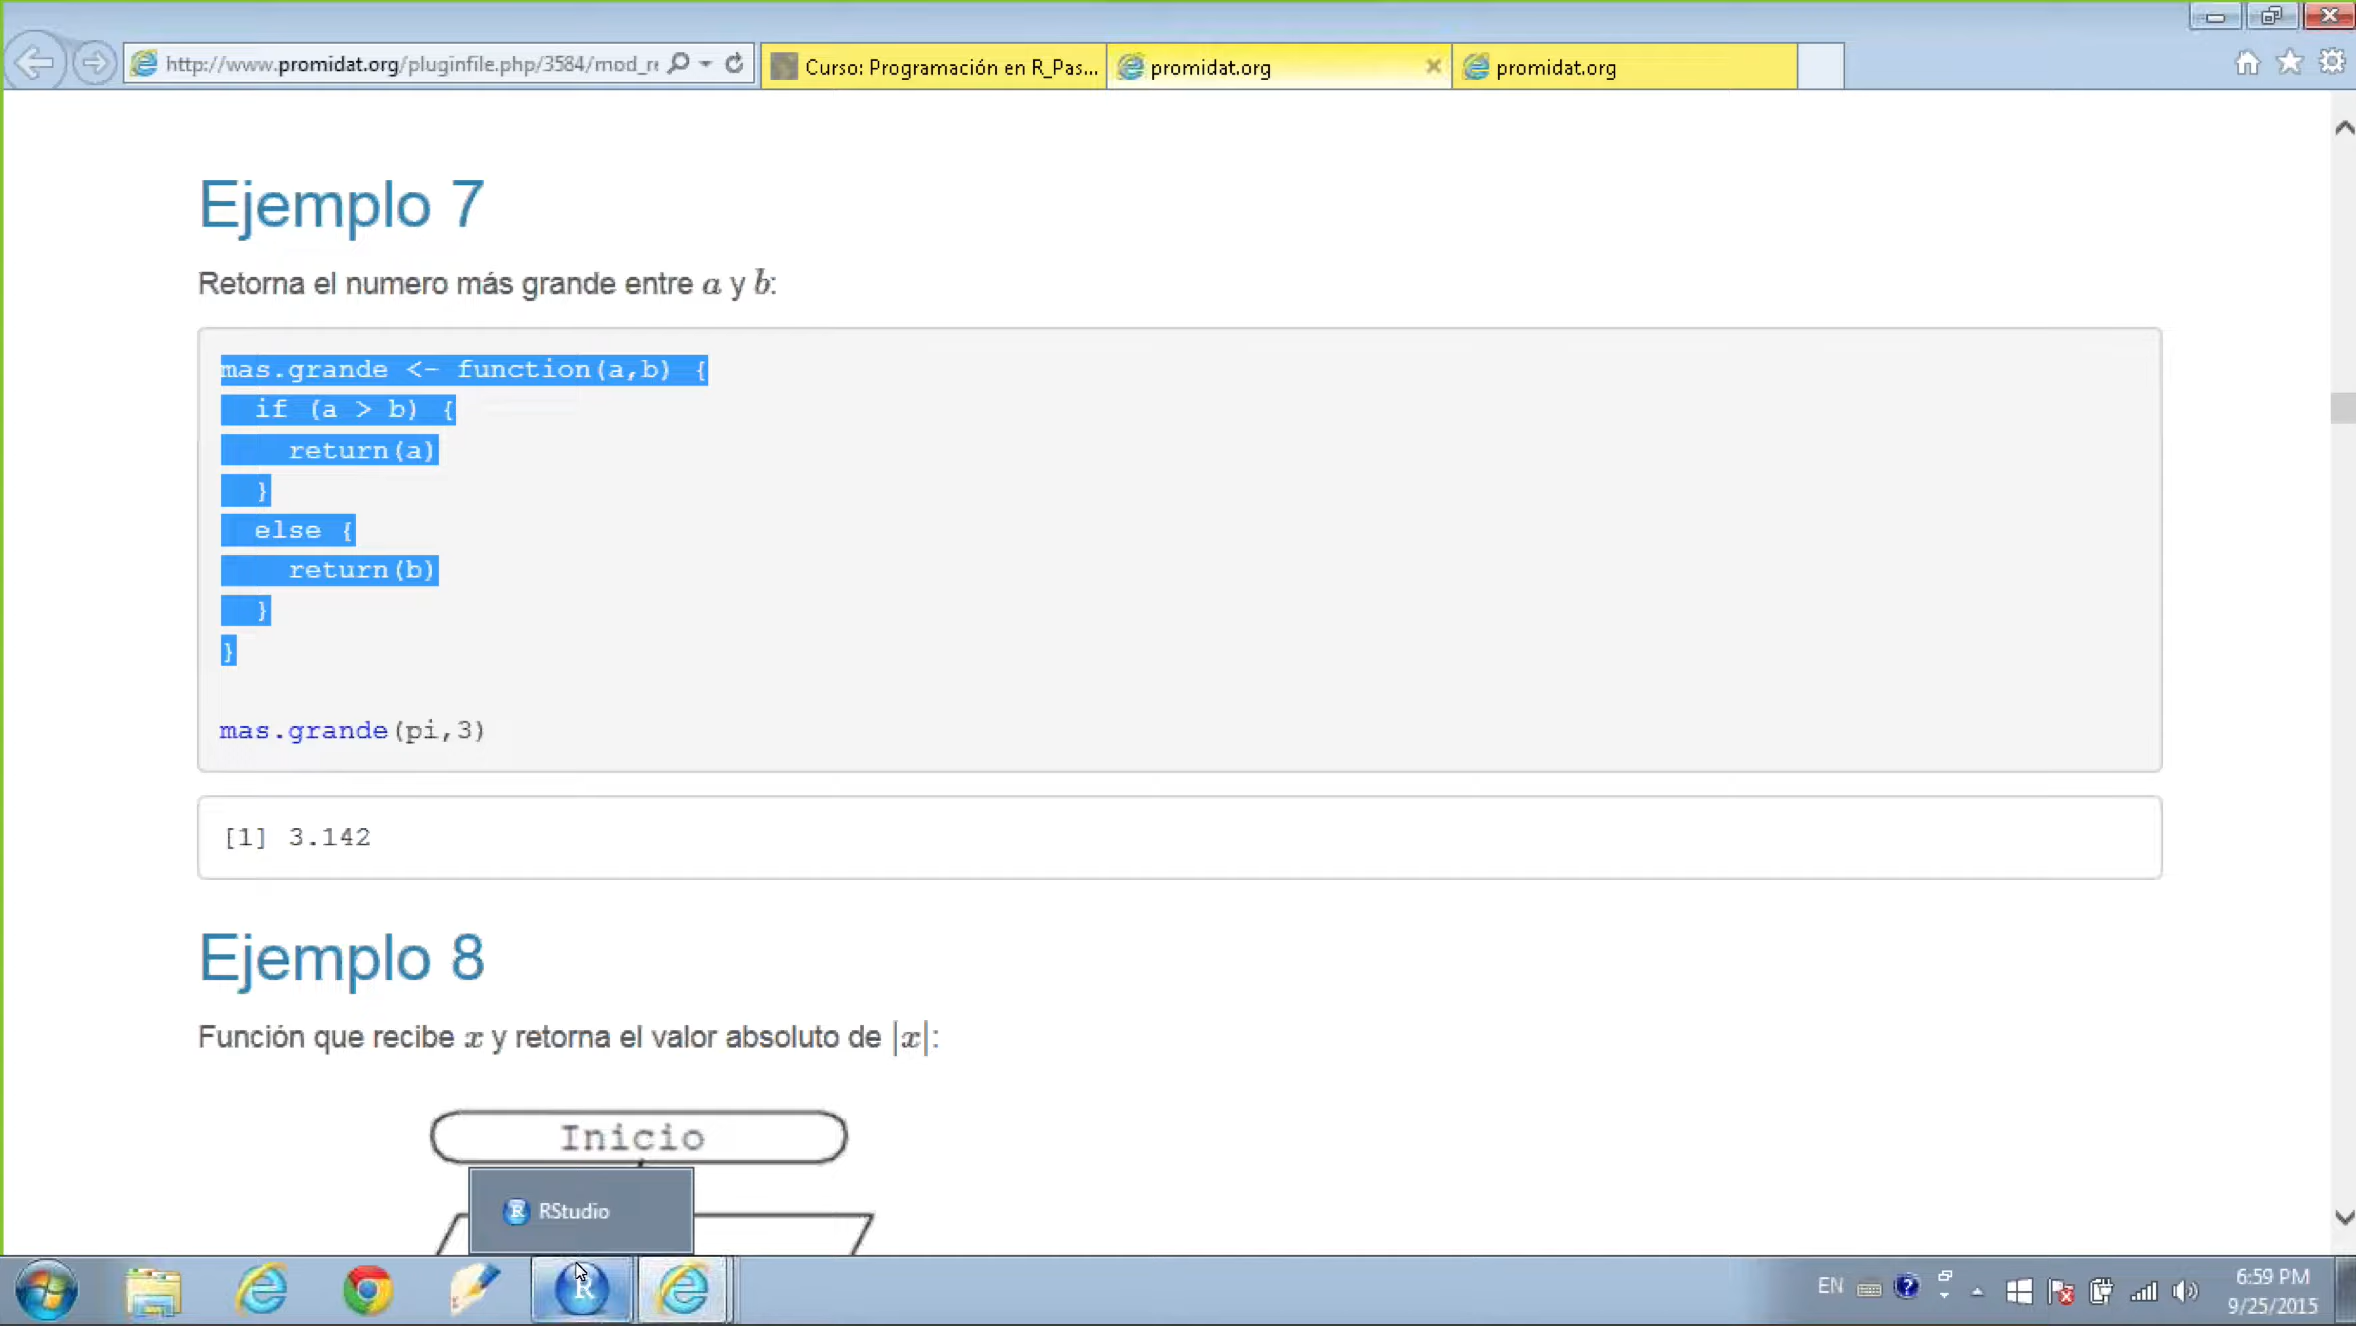 http://www.promidat.org/pluginfile.php/3584/mod_re
Curso: Programación en R_Pas...
promidat.org
promidat.org
Ejemplo 7
Retorna el numero más grande entre a y b:
mas.grande <- function(a,b) {
  if (a > b) {
    return(a)
  }
  else {
    return(b)
  }
}
mas.grande(pi,3)
[1] 3.142
Ejemplo 8
Función que recibe x y retorna el valor absoluto de |x|:
Inicio
RStudio
EN
6:59 PM
9/25/2015